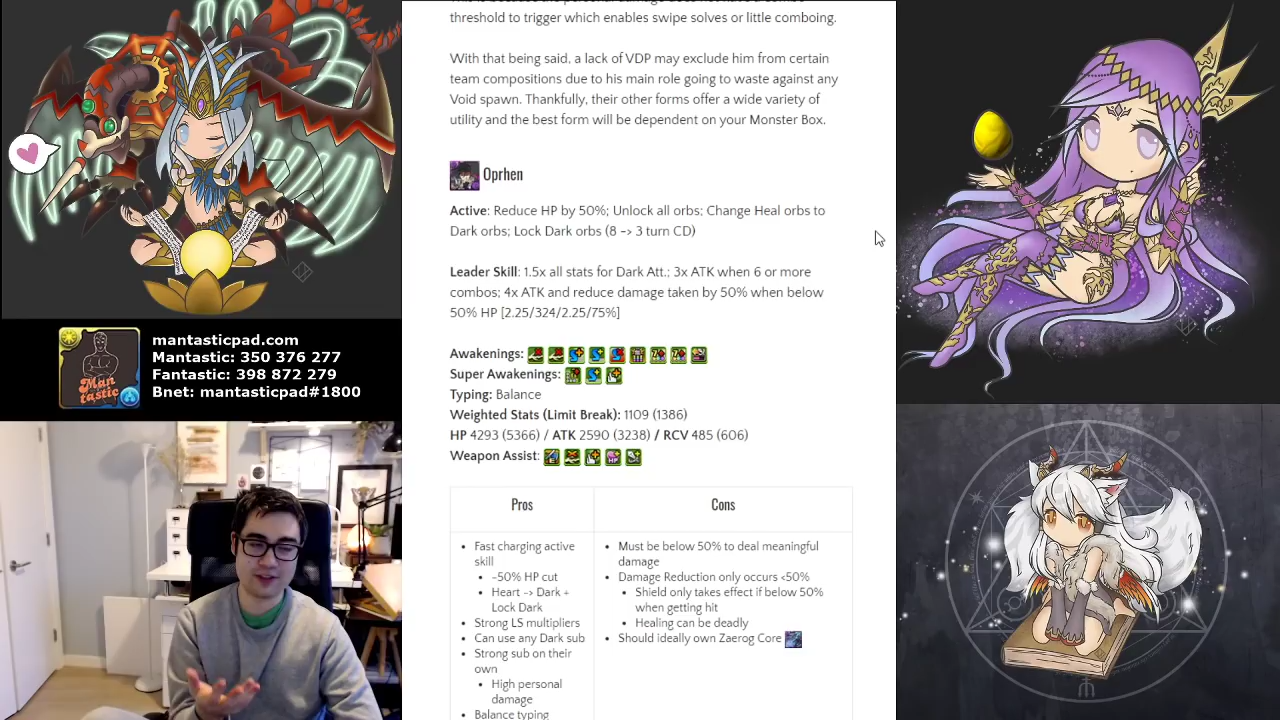 threshold to trigger which enables swipe solves or little comboing.
With that being said, a lack of VDP may exclude him from certain
team compositions due to his main role going to waste against any
Void spawn. Thankfully, their other forms offer a wide variety of
utility and the best form will be dependent on your Monster Box.
Oprhen
Active: Reduce HP by 50%; Unlock all orbs; Change Heal orbs to
Dark orbs; Lock Dark orbs (8 -> 3 turn CD)
Leader Skill: 1.5x all stats for Dark Att.; 3x ATK when 6 or more
combos; 4x ATK and reduce damage taken by 50% when below
50% HP [2.25/324/2.25/75%]
Awakenings:
Super Awakenings:
Typing: Balance
Weighted Stats (Limit Break): 1109 (1386)
HP 4293 (5366) / ATK 2590 (3238) / RCV 485 (606)
Weapon Assist:
Pros
Fast charging active
skill
-50% HP cut
Heart -> Dark +
Lock Dark
Strong LS multipliers
Can use any Dark sub
Strong sub on their
own
High personal
damage
Balance typing
Cons
Must be below 50% to deal meaningful
damage
Damage Reduction only occurs <50%
Shield only takes effect if below 50%
when getting hit
Healing can be deadly
Should ideally own Zaerog Core
Man
tastic
mantasticpad.com
Mantastic: 350 376 277
Fantastic: 398 872 279
Bnet: mantasticpad#1800